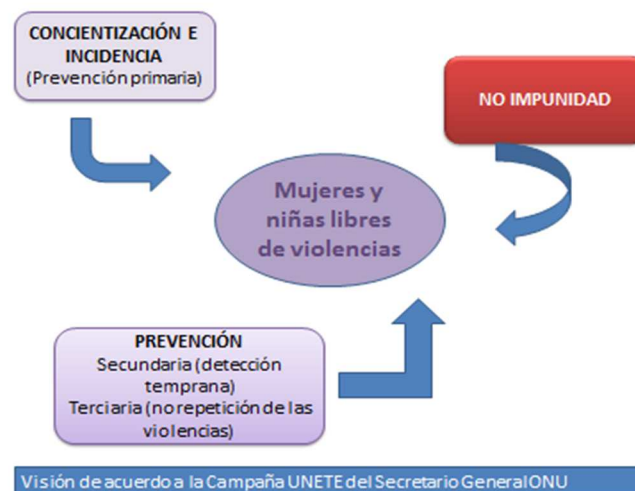 CONCIENTIZACIÓN E
INCIDENCIA
(Prevención primaria)
NO IMPUNIDAD
Mujeres y
niñas libres
de violencias
PREVENCIÓN
Secundaria (detección
temprana)
Terciaria (no repetición de las
violencias)
Visión de acuerdo a la Campaña UNETE del Secretario General ONU